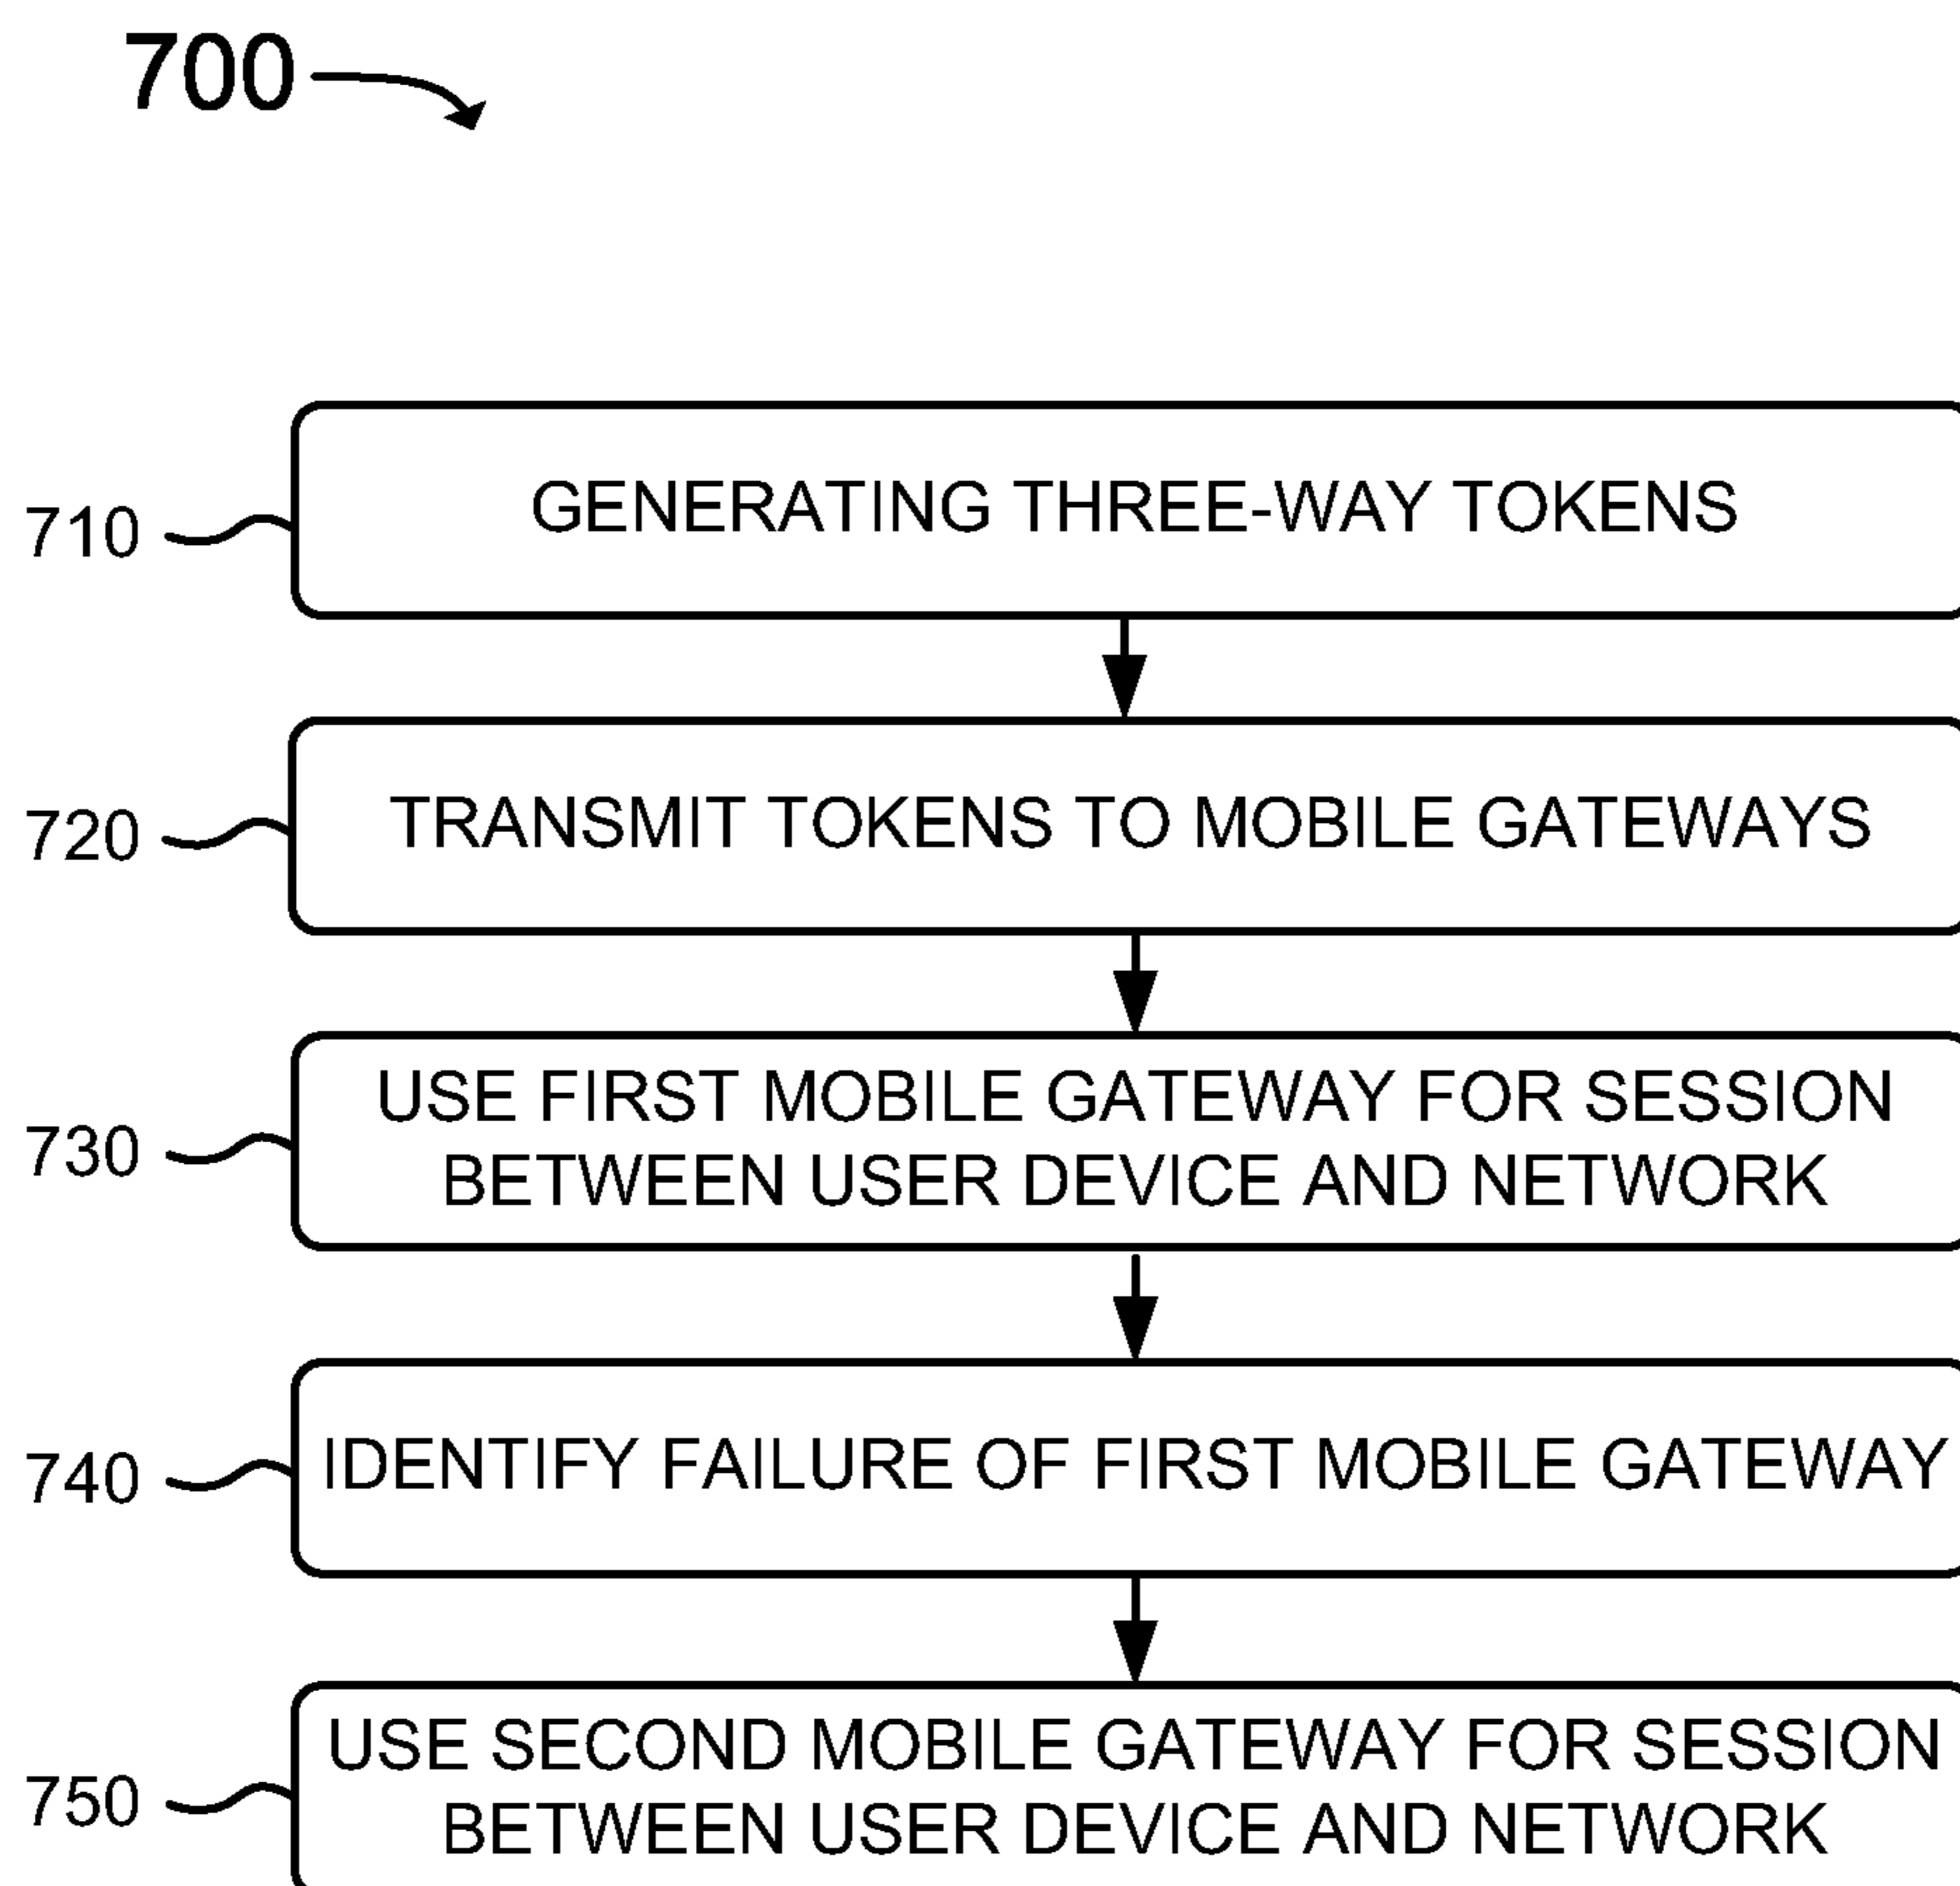 700
710
GENERATING THREE-WAY TOKENS
720
TRANSMIT TOKENS TO MOBILE GATEWAYS
730
USE FIRST MOBILE GATEWAY FOR SESSION
BETWEEN USER DEVICE AND NETWORK
740
IDENTIFY FAILURE OF FIRST MOBILE GATEWAY
750
USE SECOND MOBILE GATEWAY FOR SESSION
BETWEEN USER DEVICE AND NETWORK